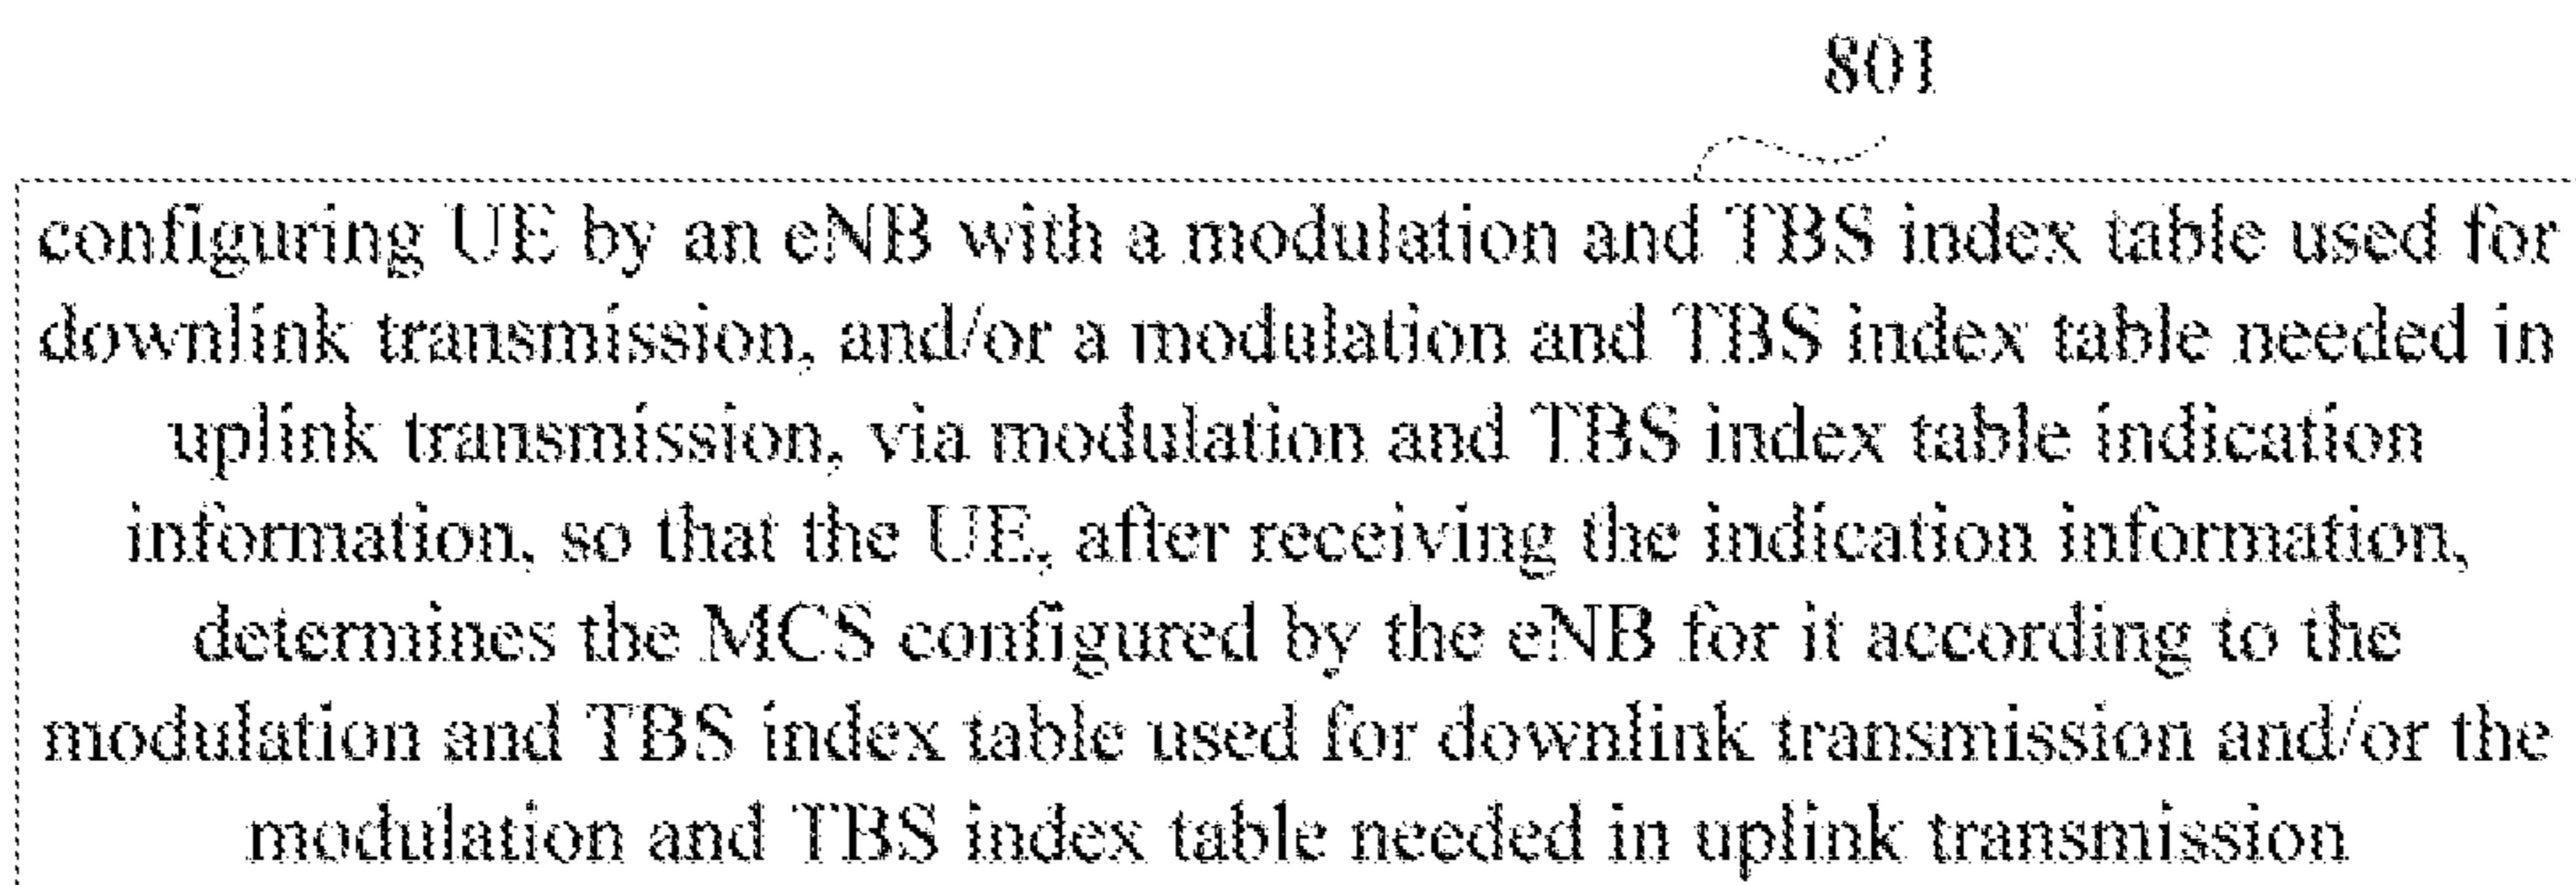 801
configuring UE by an eNB with a modulation and TBS index table used for
downlink transmission, and/or a modulation and TBS index table needed in
uplink transmission, via modulation and TBS index table indication
information, so that the UE, after receiving the indication information,
determines the MCS configured by the eNB for it according to the
modulation and TBS index table used for downlink transmission and/or the
modulation and TBS index table needed in uplink transmission